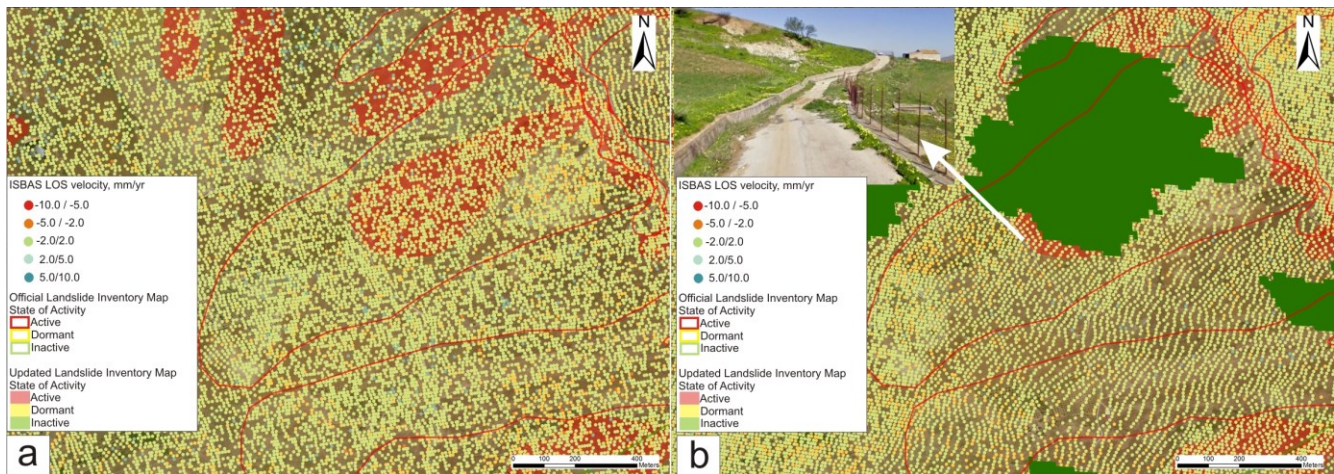 N
ISBAS LOS velocity, mm/yr
-10.0 / -5.0
-5.0 / -2.0
-2.0/2.0
2.0/5.0
5.0/10.0
Official Landslide Inventory Map
State of Activity
Active
Dormant
Inactive
Updated Landslide Inventory Map
State of Activity
Active
Dormant
Inactive
a
0 100 200 400
Meters
N
ISBAS LOS velocity, mm/yr
-10.0 / -5.0
-5.0 / -2.0
-2.0/2.0
2.0/5.0
5.0/10.0
Official Landslide Inventory Map
State of Activity
Active
Dormant
Inactive
Updated Landslide Inventory Map
State of Activity
Active
Dormant
Inactive
b
0 100 200 400
Meters